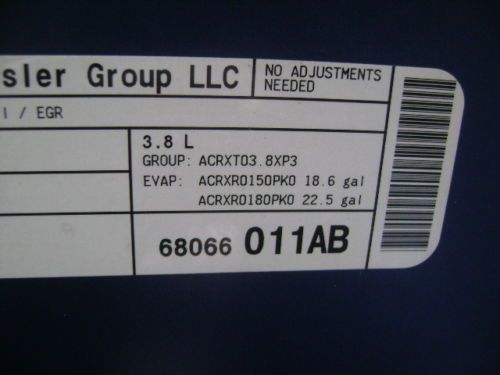 sler Group LLC
NO ADJUSTMENTS
NEEDED
/ EGR
3.8 L
GROUP: ACRXT03.8XP3
EVAP: ACRXR0150PK0 18.6 gal
ACRXR0180PK0 22.5 gal
68066 011AB